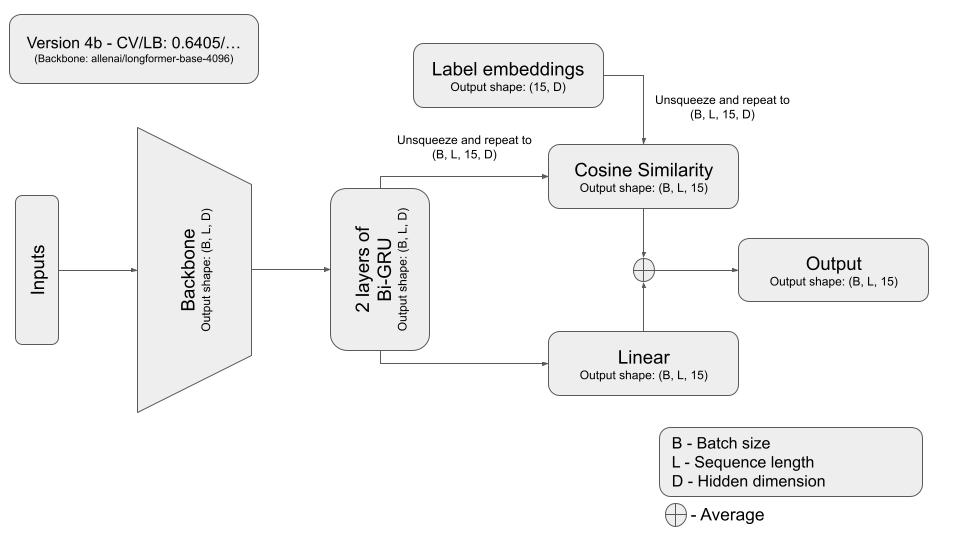 Version 4b - CV/LB: 0.6405/…
(Backbone: allenai/longformer-base-4096)
Label embeddings
Output shape: (15, D)
Unsqueeze and repeat to
(B, L, 15, D)
Unsqueeze and repeat to
(B, L, 15, D)
Cosine Similarity
Output shape: (B, L, 15)
Inputs
Backbone
Output shape: (B, L, D)
2 layers of
Bi-GRU
Output shape: (B, L, D)
Output
Output shape: (B, L, 15)
Linear
Output shape: (B, L, 15)
B - Batch size
L - Sequence length
D - Hidden dimension
- Average